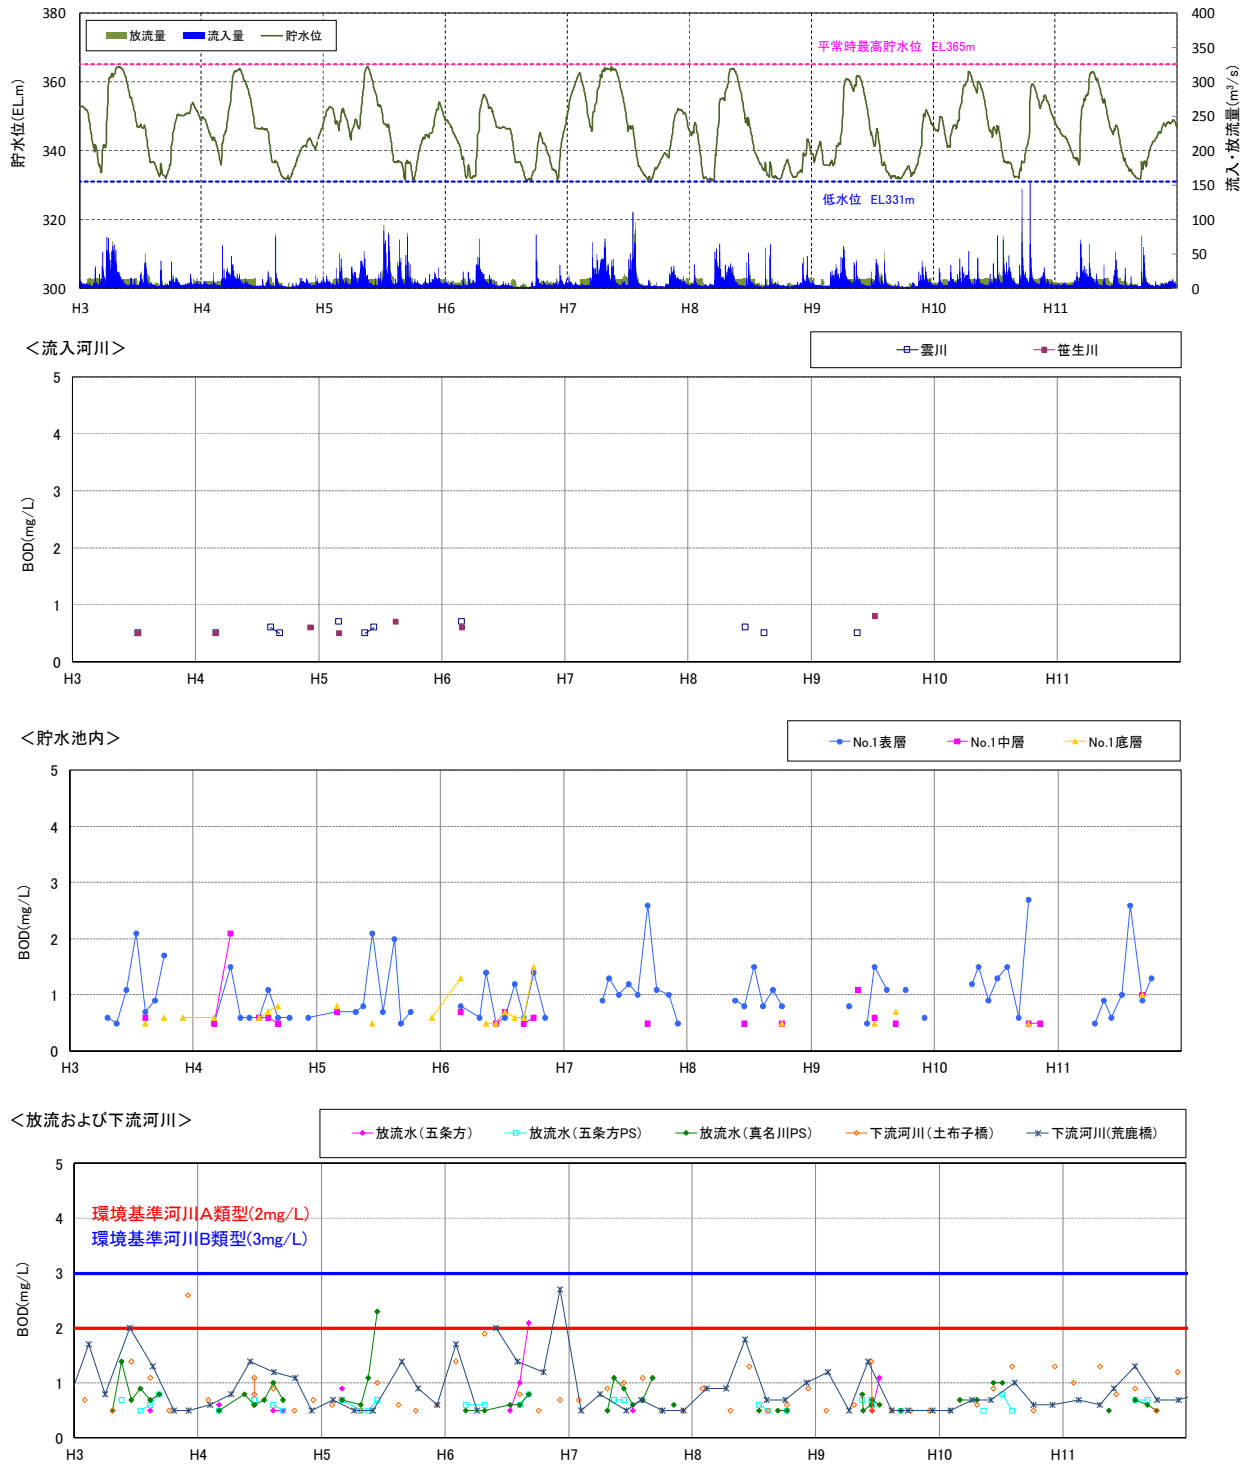 380
360
340
320
300
貯水位(EL.m)
放流量 流入量 貯水位
平常時最高貯水位 EL365m
低水位 EL331m
400
350
300
250
200
150
100
50
0
流入・放流量(m³/s)
H3 H4 H5 H6 H7 H8 H9 H10 H11
＜流入河川＞
雲川 笹生川
5
4
3
2
1
0
BOD(mg/L)
H3 H4 H5 H6 H7 H8 H9 H10 H11
＜貯水池内＞
No.1表層 No.1中層 No.1底層
5
4
3
2
1
0
BOD(mg/L)
H3 H4 H5 H6 H7 H8 H9 H10 H11
＜放流および下流河川＞
放流水(五条方) 放流水(五条方PS) 放流水(真名川PS) 下流河川(土布子橋) 下流河川(荒鹿橋)
5
4
3
2
1
0
BOD(mg/L)
環境基準河川A類型(2mg/L)
環境基準河川B類型(3mg/L)
H3 H4 H5 H6 H7 H8 H9 H10 H11